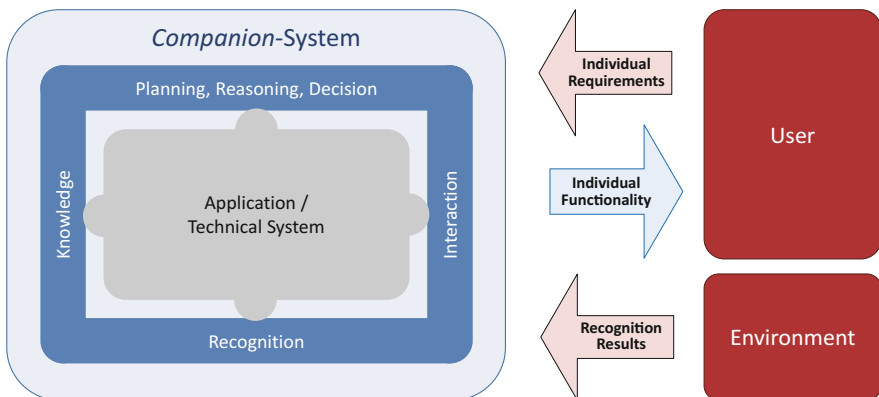 Companion-System
Planning, Reasoning, Decision
Knowledge
Application /
Technical System
Interaction
Recognition
Individual
Requirements
Individual
Functionality
Recognition
Results
User
Environment